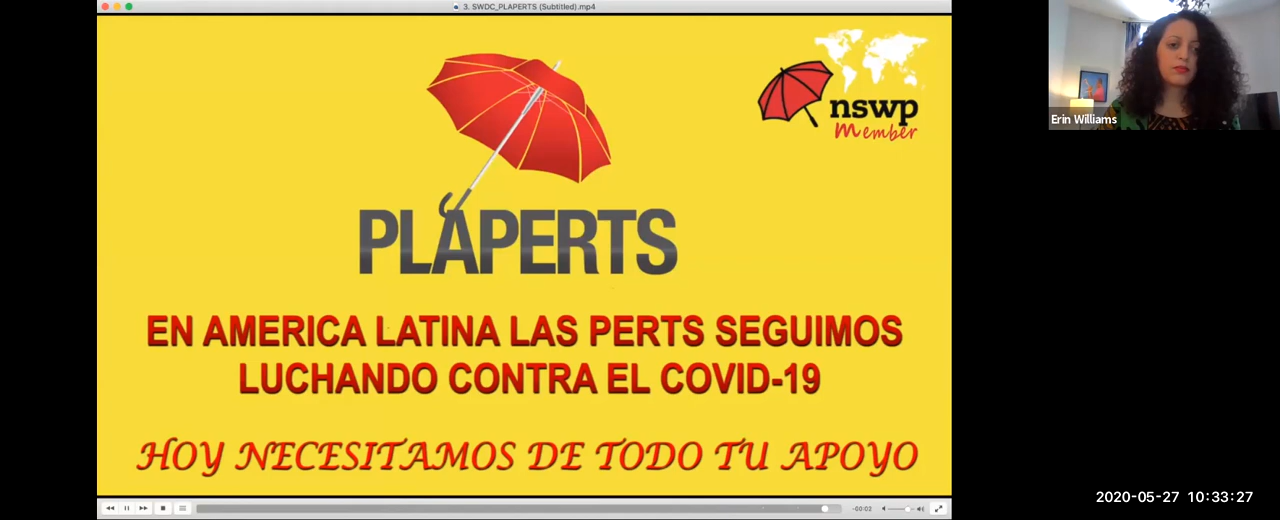 3. SWDC_PLAPERTS (Subtitled).mp4
nswp
Member
Erin Williams
PLAPERTS
EN AMERICA LATINA LAS PERTS SEGUIMOS
LUCHANDO CONTRA EL COVID-19
HOY NECESITAMOS DE TODO TU APOYO
-00:02
2020-05-27 10:33:27